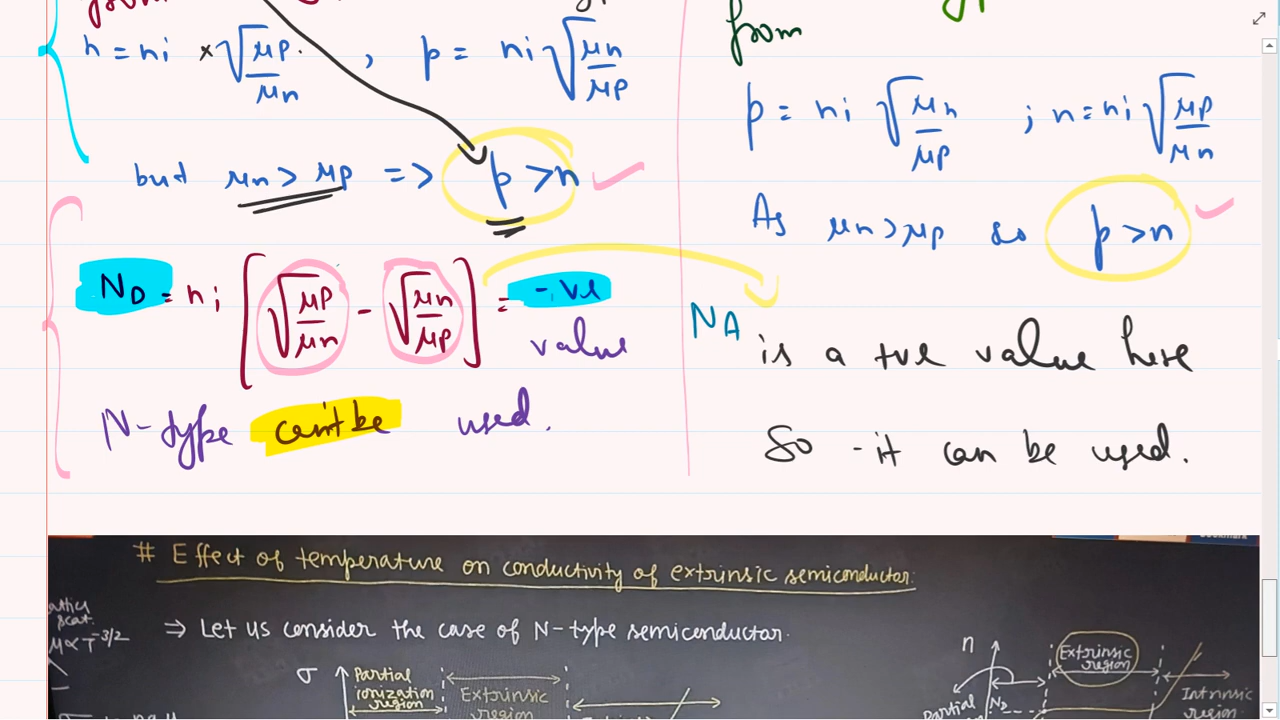 from
n = ni × √μp/μn , p = ni √μn/μp
but μn > μp => p > n
ND = ni [√μp/μn - √μn/μp] = -ve value
N-type can't be used.
from
p = ni √μn/μp ; n = ni √μp/μn
As μn > μp so p > n
NA is a +ve value here
So it can be used.
# Effect of temperature on conductivity of extrinsic semiconductor:
scat.
μ∝T^-3/2
⇒ Let us consider the case of N-type semiconductor.
σ
Partial
ionization
region
Extrinsic
region
n
Extrinsic
region
Partial
ND
Intrinsic
region